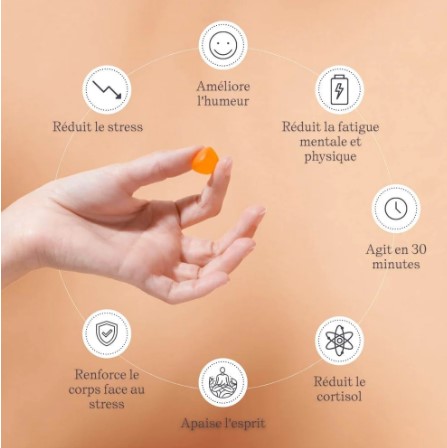 Améliore
l'humeur
Réduit le stress
Réduit la fatigue
mentale et
physique
Agit en 30
minutes
Renforce le
corps face au
stress
Réduit le
cortisol
Apaise l'esprit